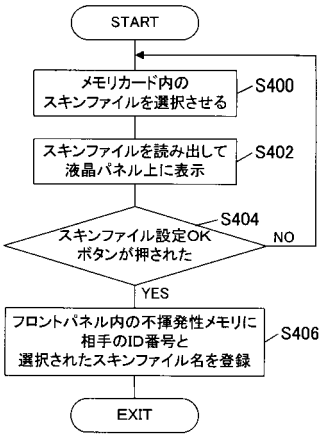 START
メモリカード内の
スキンファイルを選択させる
S400
スキンファイルを読み出して
液晶パネル上に表示
S402
S404
スキンファイル設定OK
ボタンが押された
NO
YES
フロントパネル内の不揮発性メモリに
相手のID番号と
選択されたスキンファイル名を登録
S406
EXIT